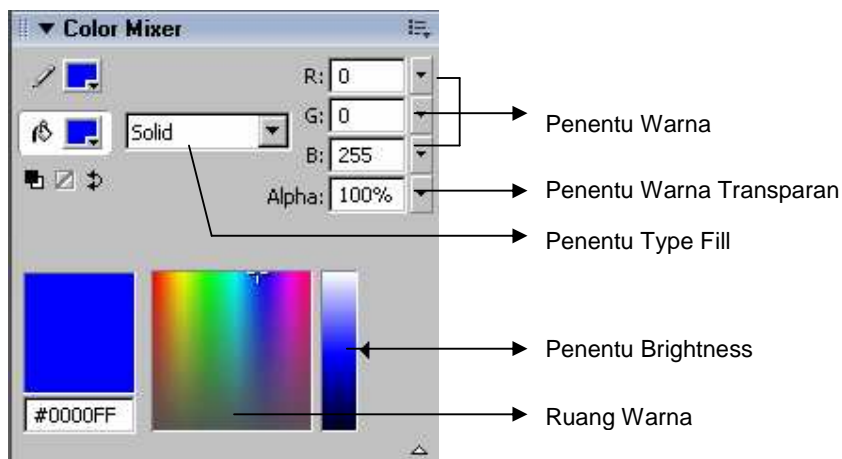 Color Mixer
R: 0
G: 0
Solid
B: 255
Alpha: 100%
#0000FF
Penentu Warna
Penentu Warna Transparan
Penentu Type Fill
Penentu Brightness
Ruang Warna